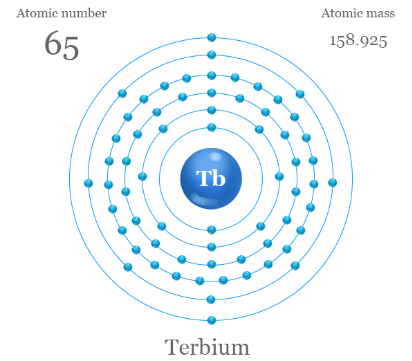 Atomic number
65
Atomic mass
158.925
Tb
Terbium